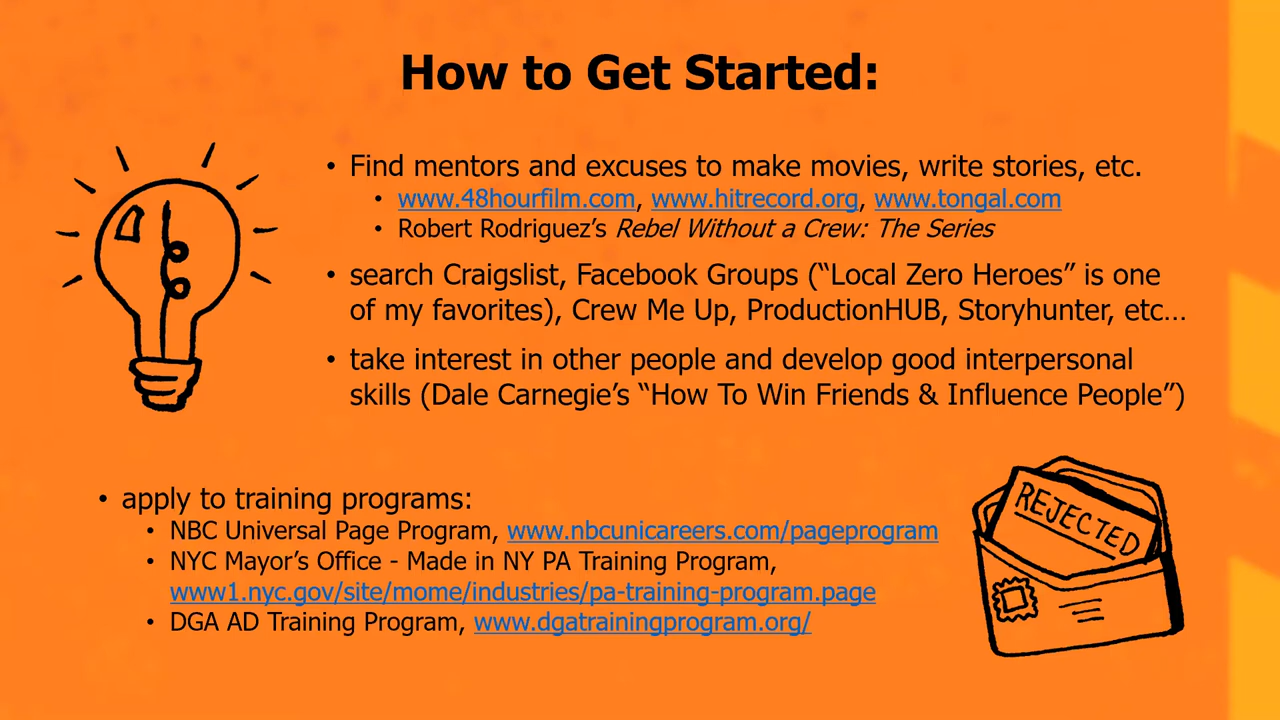 How to Get Started:
• Find mentors and excuses to make movies, write stories, etc.
• www.48hourfilm.com, www.hitrecord.org, www.tongal.com
• Robert Rodriguez’s Rebel Without a Crew: The Series
• search Craigslist, Facebook Groups (“Local Zero Heroes” is one
of my favorites), Crew Me Up, ProductionHUB, Storyhunter, etc…
• take interest in other people and develop good interpersonal
skills (Dale Carnegie’s “How To Win Friends & Influence People”)
• apply to training programs:
• NBC Universal Page Program, www.nbcunicareers.com/pageprogram
• NYC Mayor’s Office - Made in NY PA Training Program,
www1.nyc.gov/site/mome/industries/pa-training-program.page
• DGA AD Training Program, www.dgatrainingprogram.org/
REJECTED